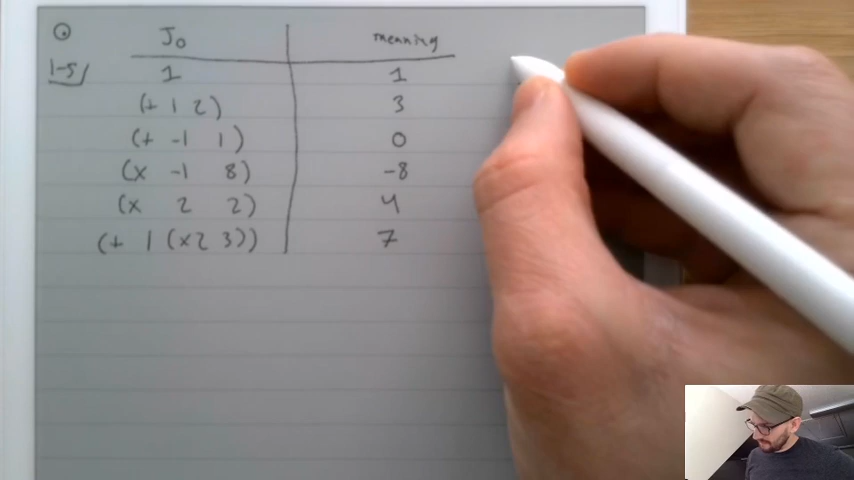 ⊙ J₀ meaning
1-5/ 1 1
(+ 1 2) 3
(+ -1 1) 0
(x -1 8) -8
(x 2 2) 4
(+ 1 (x 2 3)) 7